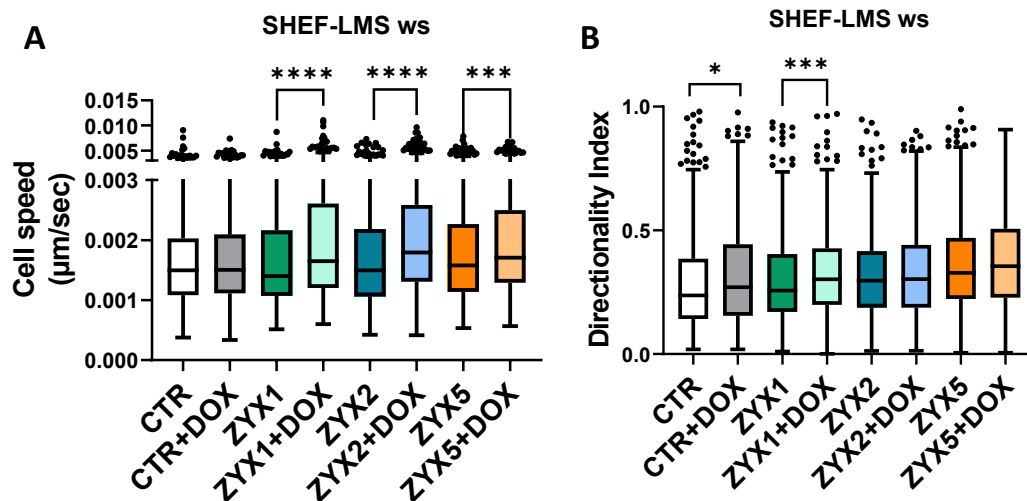 A
SHEF-LMS ws
Cell speed
(µm/sec)
0.015
0.010
0.005
0.003
0.002
0.001
0.000
****
****
***
CTR
CTR+DOX
ZYX1
ZYX1+DOX
ZYX2
ZYX2+DOX
ZYX5
ZYX5+DOX
B
SHEF-LMS ws
Directionality Index
1.0
0.5
0.0
*
***
CTR
CTR+DOX
ZYX1
ZYX1+DOX
ZYX2
ZYX2+DOX
ZYX5
ZYX5+DOX